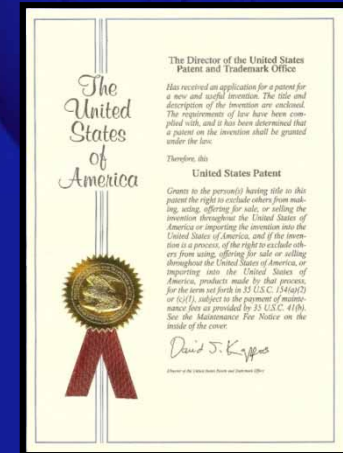 The
United
States
of
America
The Director of the United States
Patent and Trademark Office
Has received an application for a patent for
a new and useful invention. The title and
description of the invention are enclosed.
The requirements of law have been com-
plied with, and it has been determined that
a patent on the invention shall be granted
under the law.
Therefore, this
United States Patent
Grants to the person(s) having title to this
patent the right to exclude others from mak-
ing, using, offering for sale, or selling the
invention throughout the United States of
America or importing the invention into the
United States of America, and if the inven-
tion is a process, of the right to exclude oth-
ers from using, offering for sale or selling
throughout the United States of America, or
importing into the United States of
America, products made by that process,
for the term set forth in 35 U.S.C. 154(a)(2)
or (c)(1), subject to the payment of mainte-
nance fees as provided by 35 U.S.C. 41(b).
See the Maintenance Fee Notice on the
inside of the cover.
David J. Kappos
Director of the United States Patent and Trademark Office